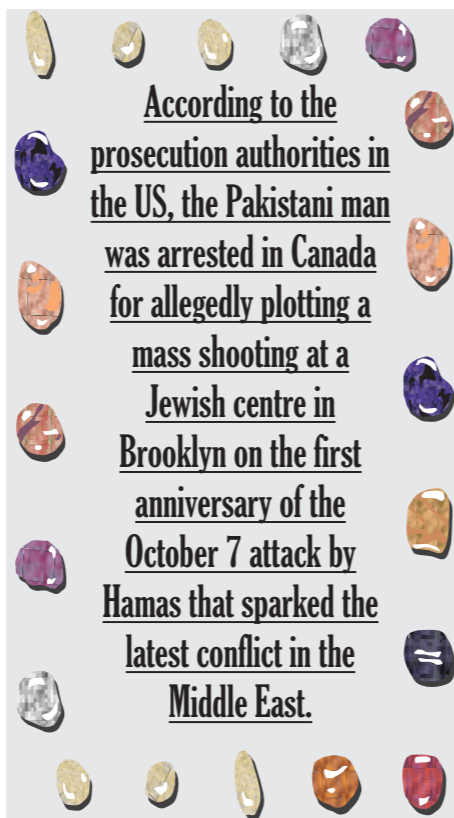 According to the
prosecution authorities in
the US, the Pakistani man
was arrested in Canada
for allegedly plotting a
mass shooting at a
Jewish centre in
Brooklyn on the first
anniversary of the
October 7 attack by
Hamas that sparked the
latest conflict in the
Middle East.